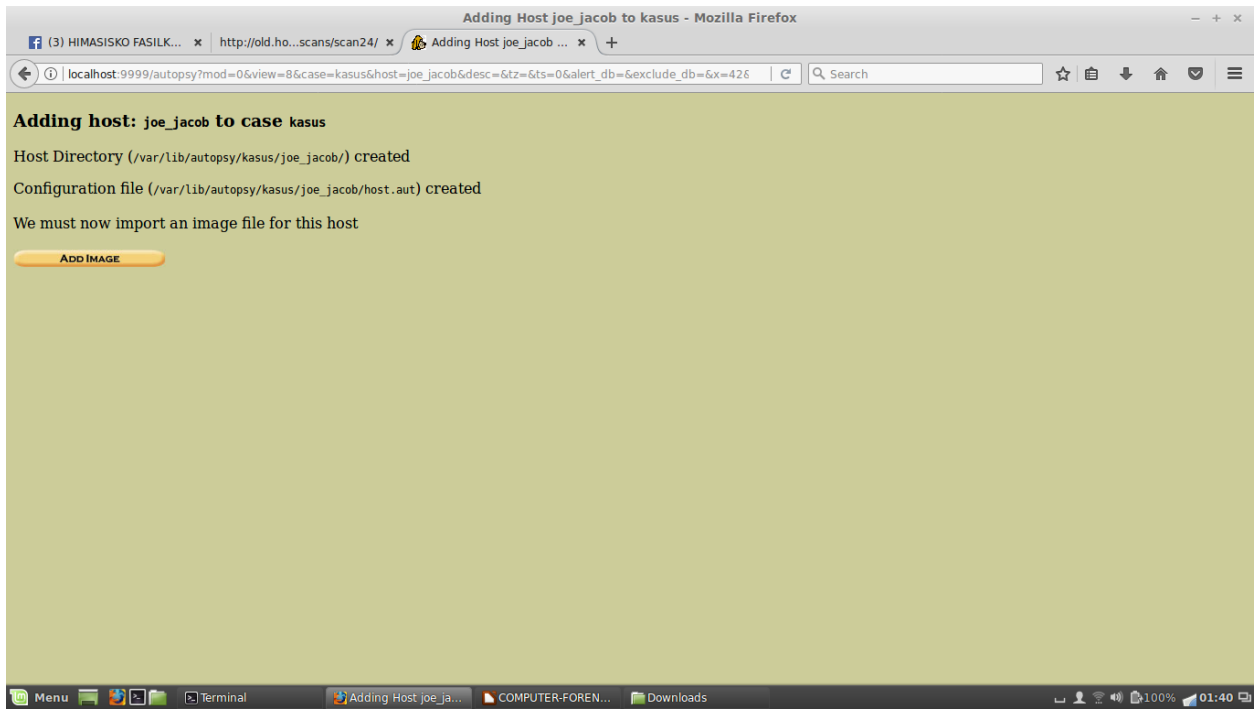 Adding Host joe_jacob to kasus - Mozilla Firefox
(3) HIMASISKO FASILK...
http://old.ho...scans/scan24/
Adding Host joe_jacob ...
localhost:9999/autopsy?mod=0&view=8&case=kasus&host=joe_jacob&desc=&tz=&ts=0&alert_db=&exclude_db=&x=428
Search
Adding host: joe_jacob to case kasus
Host Directory (/var/lib/autopsy/kasus/joe_jacob/) created
Configuration file (/var/lib/autopsy/kasus/joe_jacob/host.aut) created
We must now import an image file for this host
ADD IMAGE
Menu
Terminal
Adding Host joe_ja...
COMPUTER-FOREN...
Downloads
100%
01:40